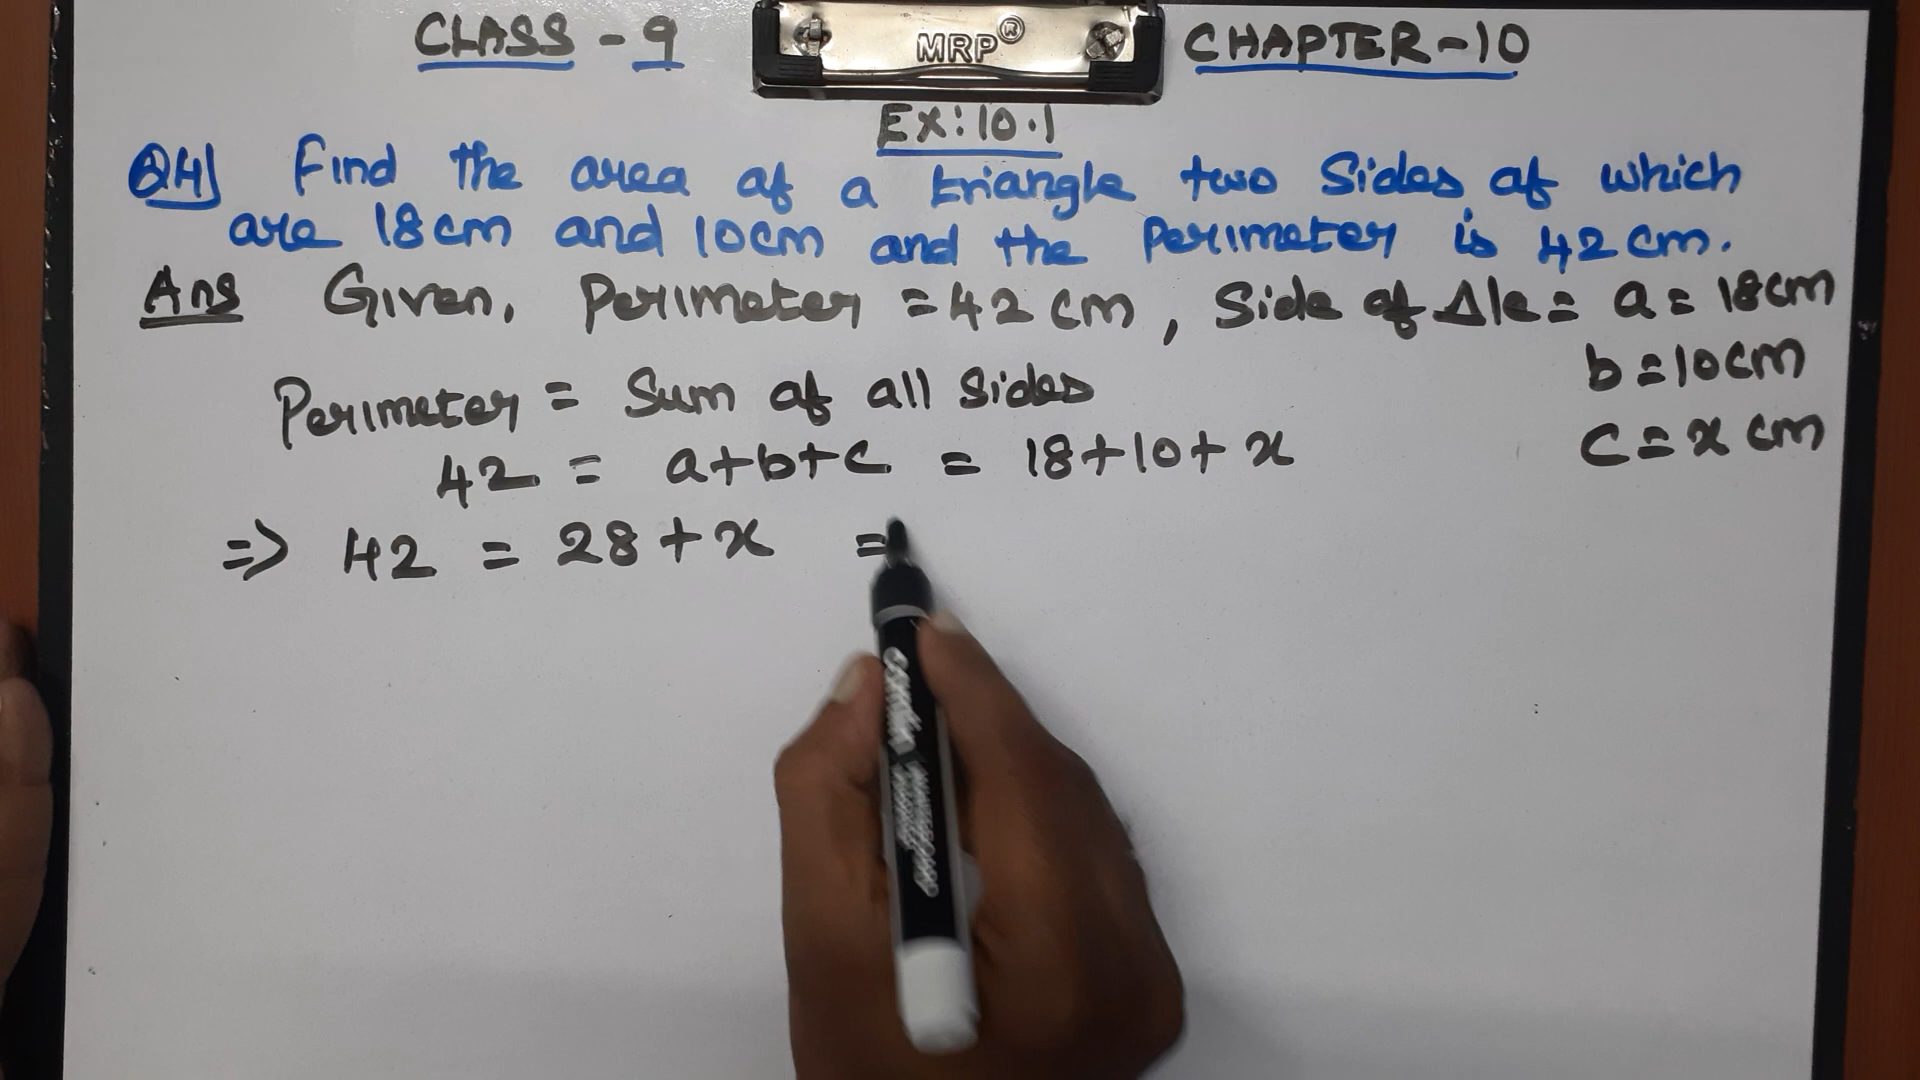 CLASS - 9
MRP®
CHAPTER-10
Ex: 10.1
Q4) Find the area of a triangle two sides of which
are 18cm and 10cm and the perimeter is 42cm.
Ans Given, Perimeter = 42 cm, Side of Δle = a = 18cm
b = 10cm
Perimeter = Sum of all sides
c = x cm
42 = a+b+c = 18+10+x
=> 42 = 28 + x =